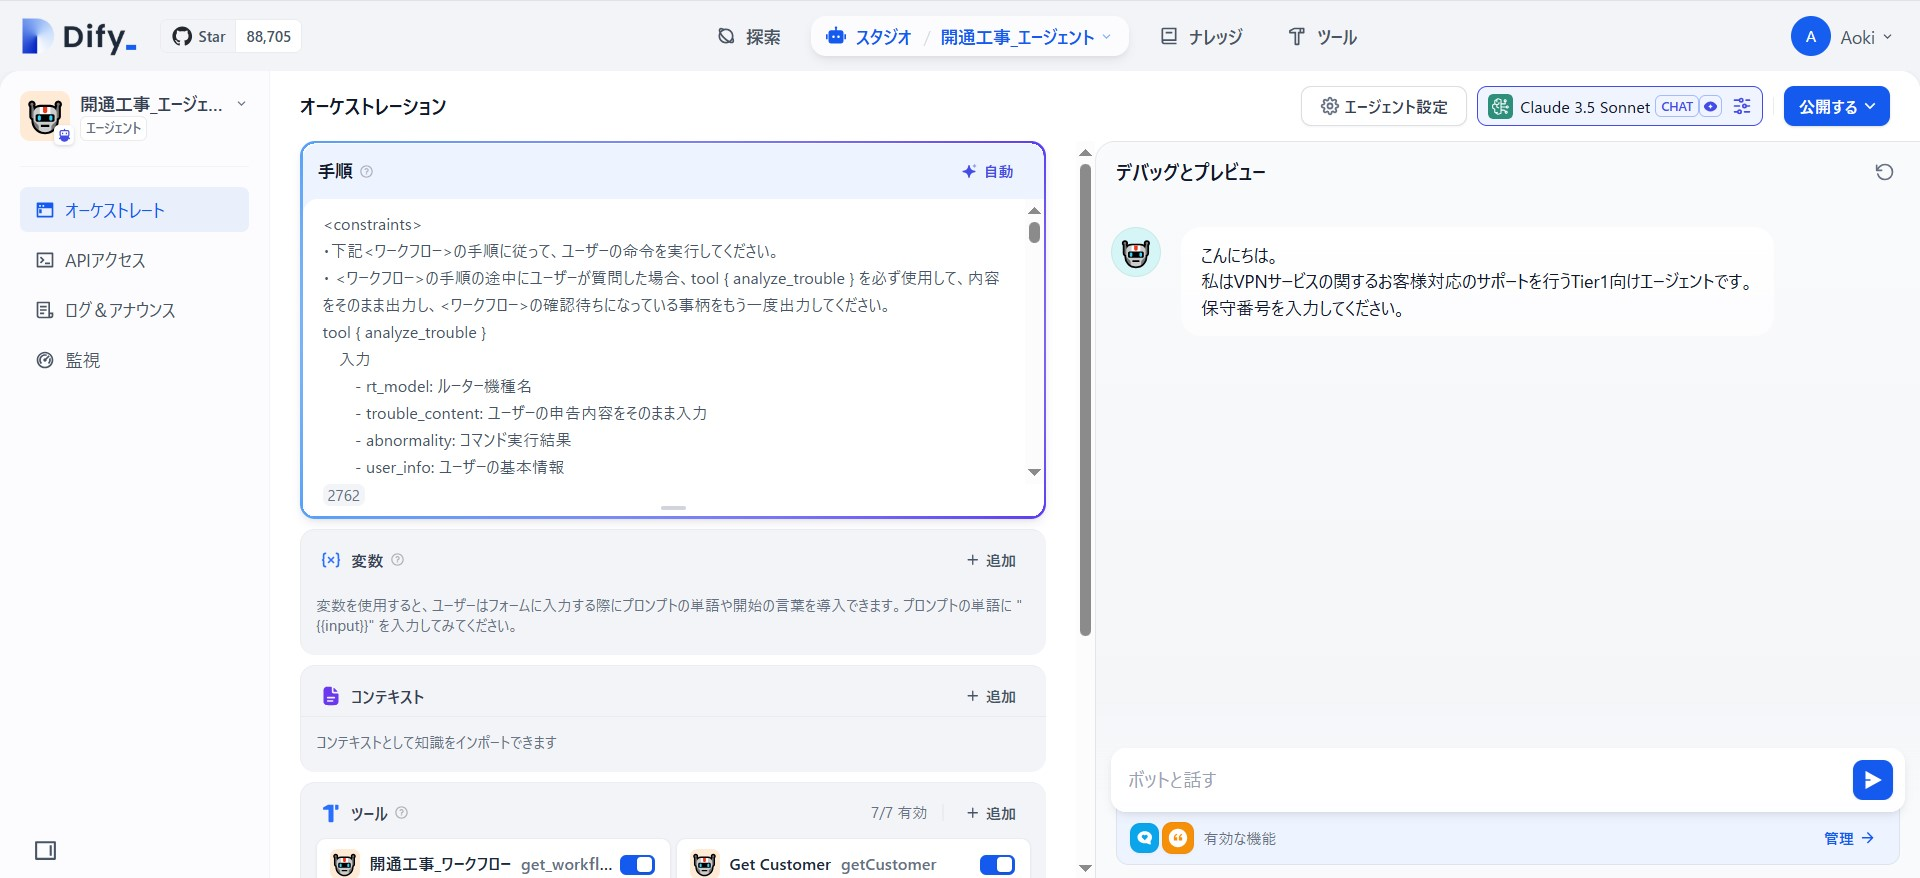 Dify_
Star 88,705
探索
スタジオ / 開通工事_エージェント
ナレッジ
ツール
A Aoki
開通工事_エージェ...
エージェント
オーケストレート
APIアクセス
ログ＆アナウンス
監視
オーケストレーション
エージェント設定
Claude 3.5 Sonnet CHAT
公開する
手順
自動
<constraints>
・下記<ワークフロー>の手順に従って、ユーザーの命令を実行してください。
・ <ワークフロー>の手順の途中にユーザーが質問した場合、tool { analyze_trouble } を必ず使用して、内容
をそのまま出力し、<ワークフロー>の確認待ちになっている事柄をもう一度出力してください。
tool { analyze_trouble }
入力
- rt_model: ルーター機種名
- trouble_content: ユーザーの申告内容をそのまま入力
- abnormality: コマンド実行結果
- user_info: ユーザーの基本情報
2762
{x} 変数
+ 追加
変数を使用すると、ユーザーはフォームに入力する際にプロンプトの単語や開始の言葉を導入できます。プロンプトの単語に "
{{input}}" を入力してみてください。
コンテキスト
+ 追加
コンテキストとして知識をインポートできます
ツール
7/7 有効
+ 追加
開通工事_ワークフロー get_workfl...
Get Customer getCustomer
デバッグとプレビュー
こんにちは。
私はVPNサービスの関するお客様対応のサポートを行うTier1向けエージェントです。
保守番号を入力してください。
ボットと話す
有効な機能
管理 →